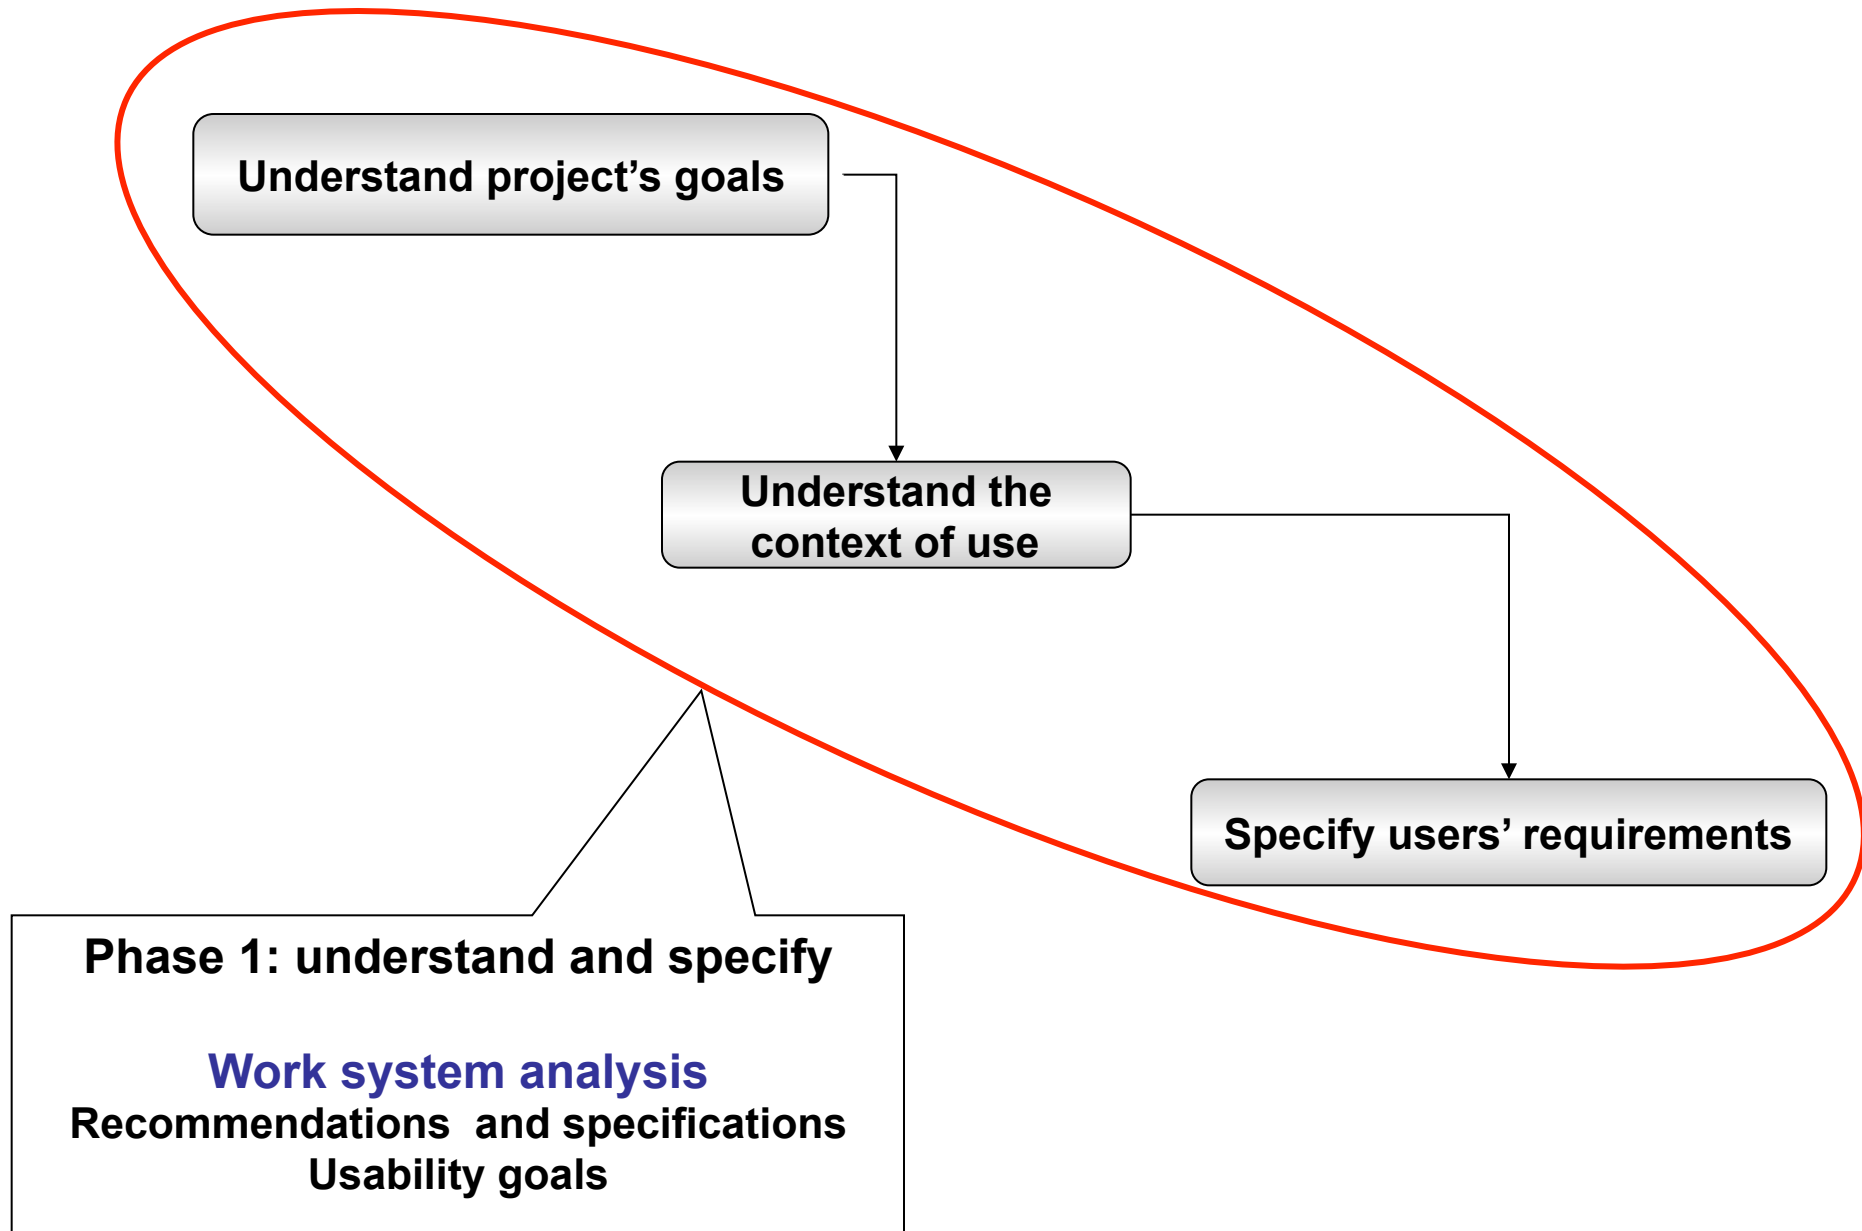 Understand project’s goals
Understand the
context of use
Specify users’ requirements
Phase 1: understand and specify
Work system analysis
Recommendations  and specifications
Usability goals